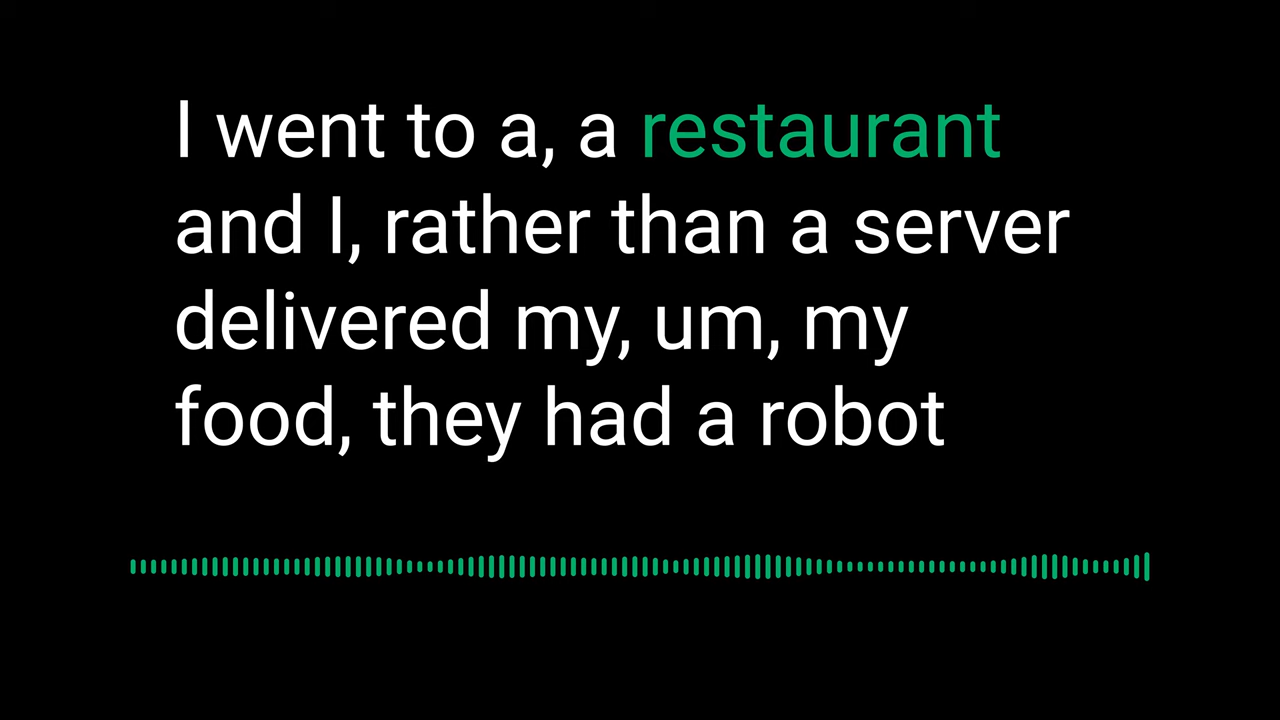 I went to a, a restaurant
and I, rather than a server
delivered my, um, my
food, they had a robot